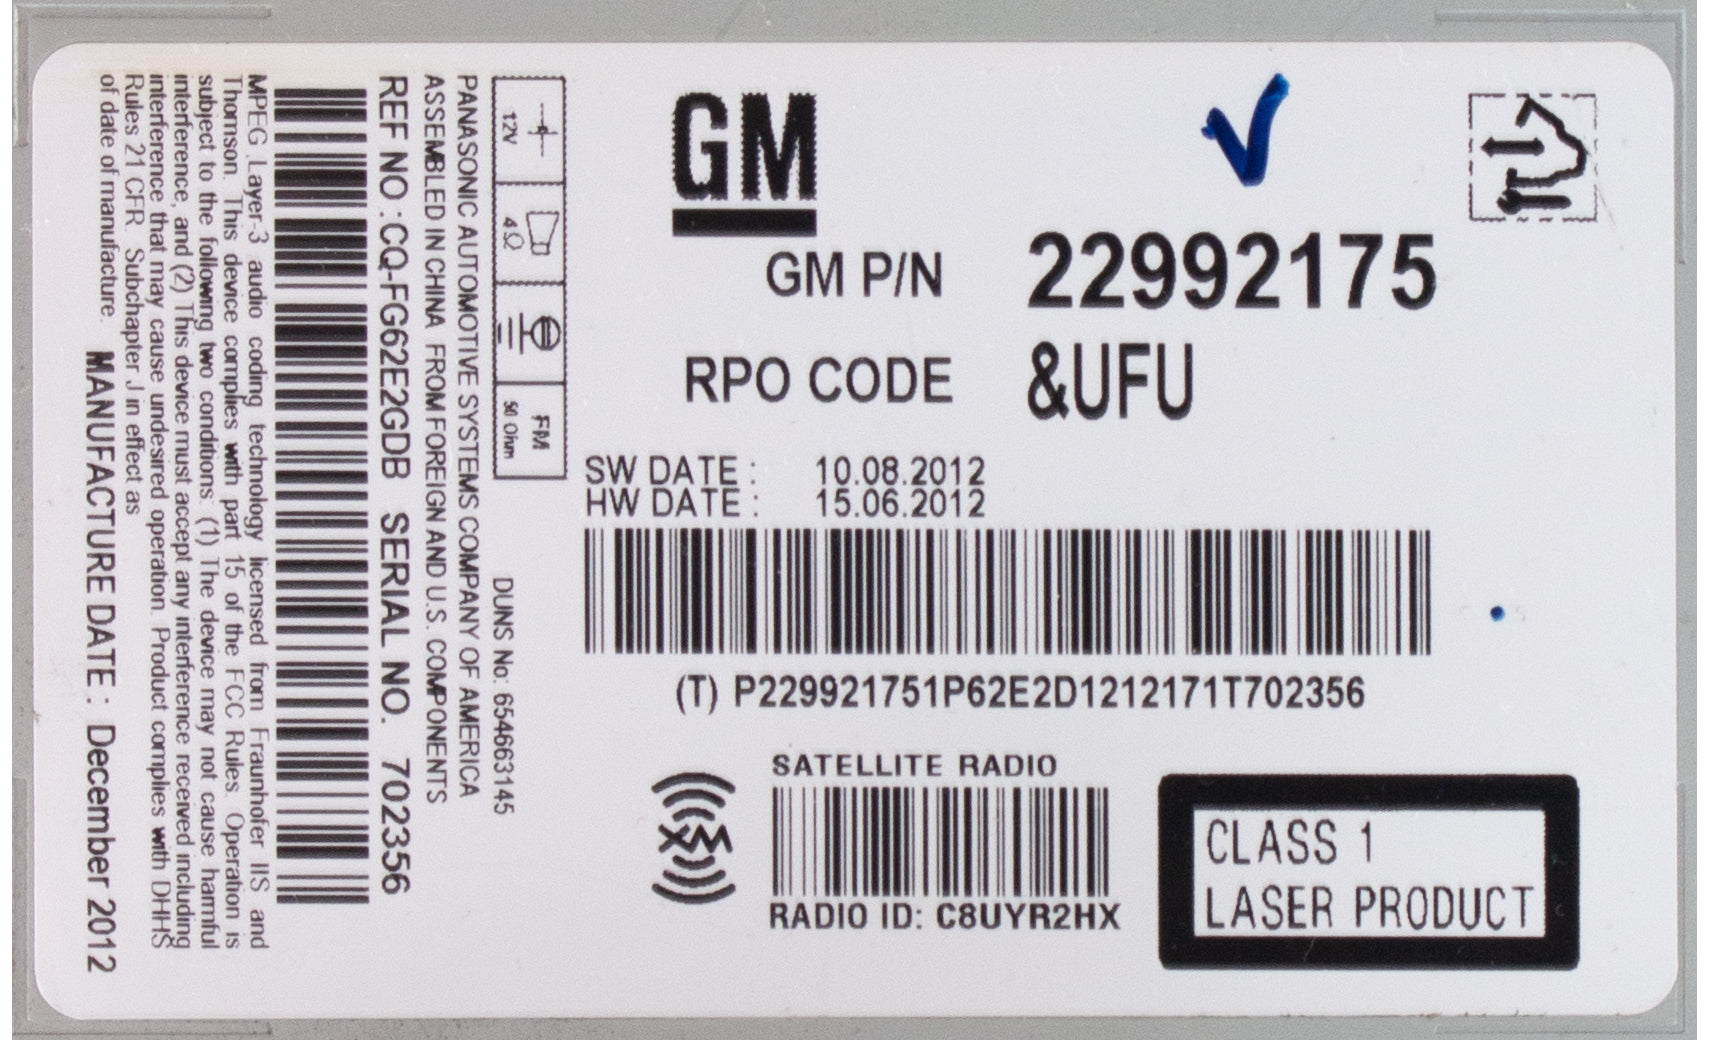 GM
GM P/N 22992175
RPO CODE &UFU
SW DATE : 10.08.2012
HW DATE : 15.06.2012
(T) P229921751P62E2D1212171T702356
SATELLITE RADIO
RADIO ID: C8UYR2HX
CLASS 1
LASER PRODUCT
12V
4Ω
FM
50 Ohm
DUNS No: 654663145
PANASONIC AUTOMOTIVE SYSTEMS COMPANY OF AMERICA
ASSEMBLED IN CHINA FROM FOREIGN AND U.S. COMPONENTS
REF NO :CQ-FG62E2GDB SERIAL NO. 702356
MPEG Layer-3 audio coding technology licensed from Fraunhofer IIS and
Thomson. This device complies with part 15 of the FCC Rules. Operation is
subject to the following two conditions: (1) The device may not cause harmful
interference, and (2) This device must accept any interference received including
interference that may cause undesired operation. Product complies with DHHS
Rules 21 CFR. Subchapter J in effect as
of date of manufacture.
MANUFACTURE DATE : December 2012